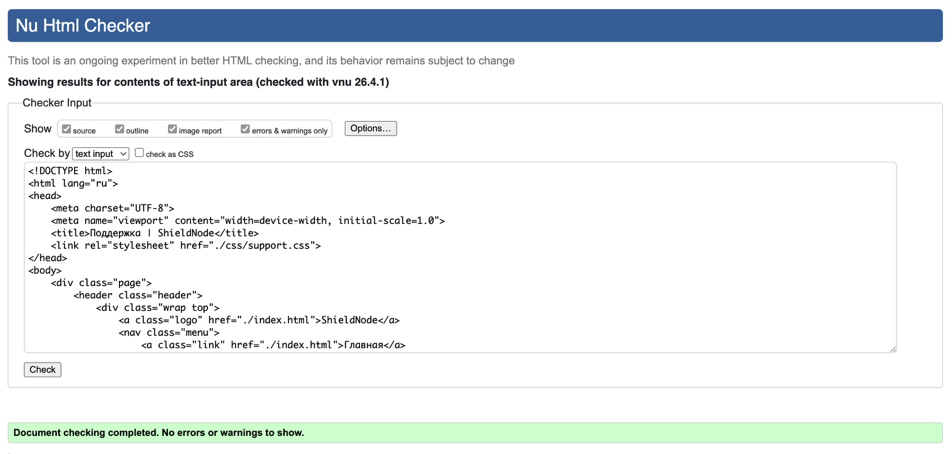 Nu Html Checker
This tool is an ongoing experiment in better HTML checking, and its behavior remains subject to change
Showing results for contents of text-input area (checked with vnu 26.4.1)
Checker Input
Show source outline image report errors & warnings only Options...
Check by text input check as CSS
<!DOCTYPE html>
<html lang="ru">
<head>
    <meta charset="UTF-8">
    <meta name="viewport" content="width=device-width, initial-scale=1.0">
    <title>Поддержка | ShieldNode</title>
    <link rel="stylesheet" href="./css/support.css">
</head>
<body>
    <div class="page">
        <header class="header">
            <div class="wrap top">
                <a class="logo" href="./index.html">ShieldNode</a>
                <nav class="menu">
                    <a class="link" href="./index.html">Главная</a>
Check
Document checking completed. No errors or warnings to show.